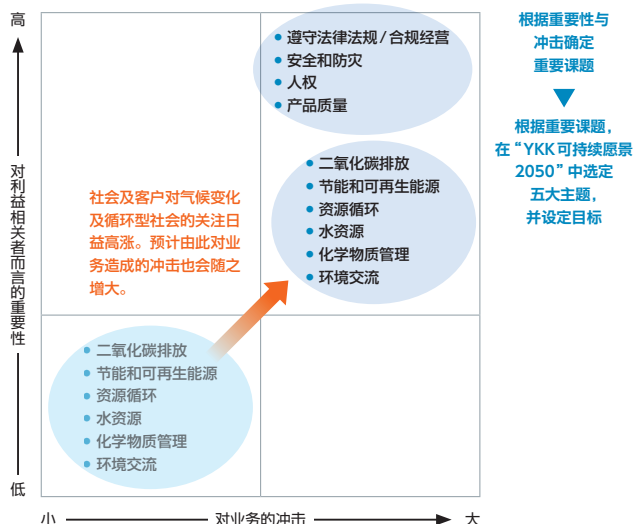 高
对利益相关者而言的重要性
低
• 遵守法律法规/合规经营
• 安全和防灾
• 人权
• 产品质量
• 二氧化碳排放
• 节能和可再生能源
• 资源循环
• 水资源
• 化学物质管理
• 环境交流
社会及客户对气候变化
及循环型社会的关注日
益高涨。预计由此对业
务造成的冲击也会随之
增大。
• 二氧化碳排放
• 节能和可再生能源
• 资源循环
• 水资源
• 化学物质管理
• 环境交流
小
对业务的冲击
大
根据重要性与
冲击确定
重要课题
根据重要课题，
在“YKK可持续愿景
2050”中选定
五大主题，
并设定目标